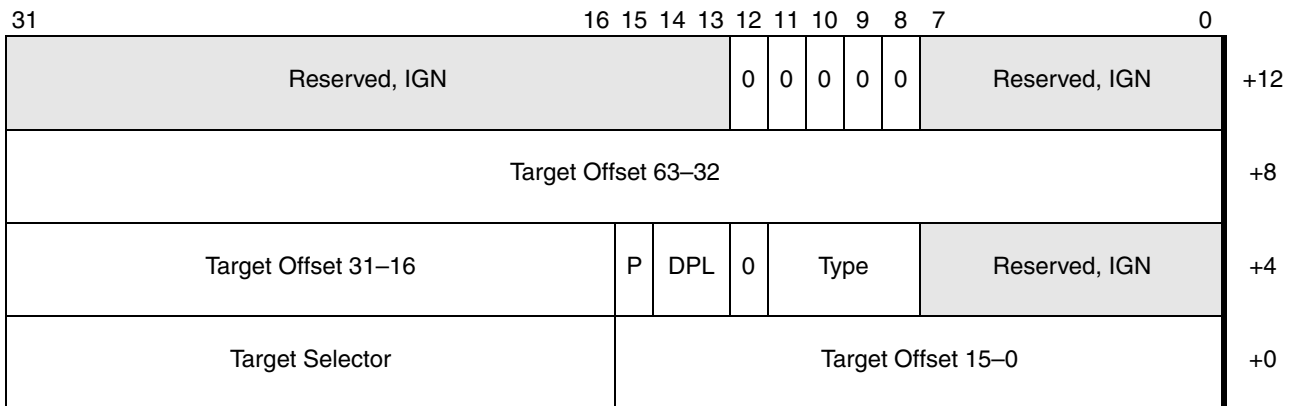 31 16 15 14 13 12 11 10 9 8 7 0
Reserved, IGN 0 0 0 0 0 Reserved, IGN +12
Target Offset 63–32 +8
Target Offset 31–16 P DPL 0 Type Reserved, IGN +4
Target Selector Target Offset 15–0 +0